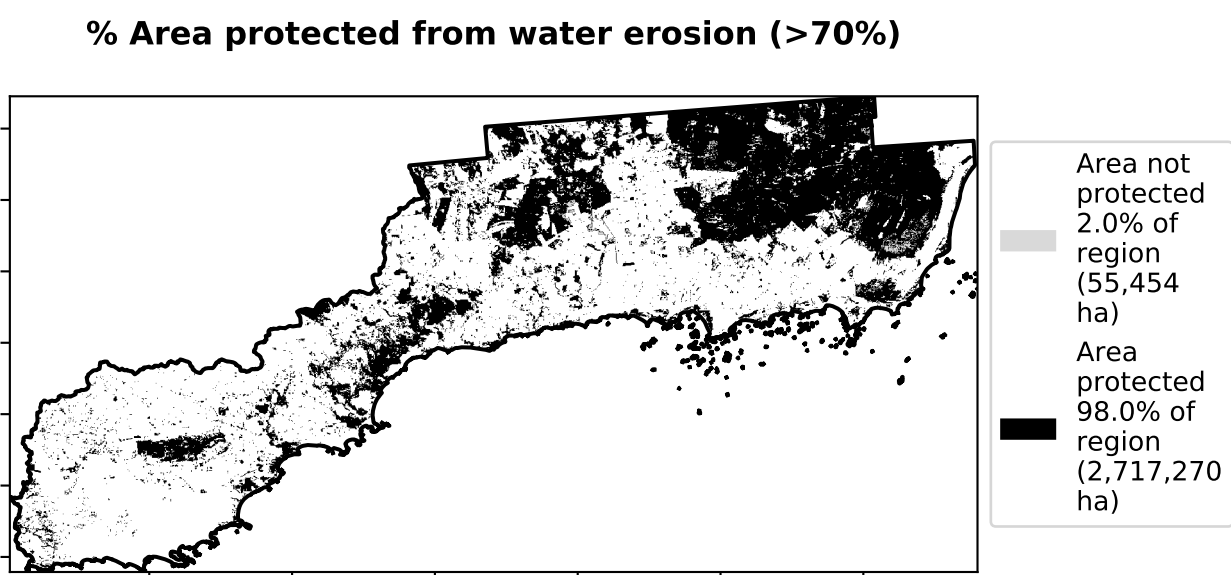 % Area protected from water erosion (>70%)
Area not
protected
2.0% of
region
(55,454
ha)
Area
protected
98.0% of
region
(2,717,270
ha)